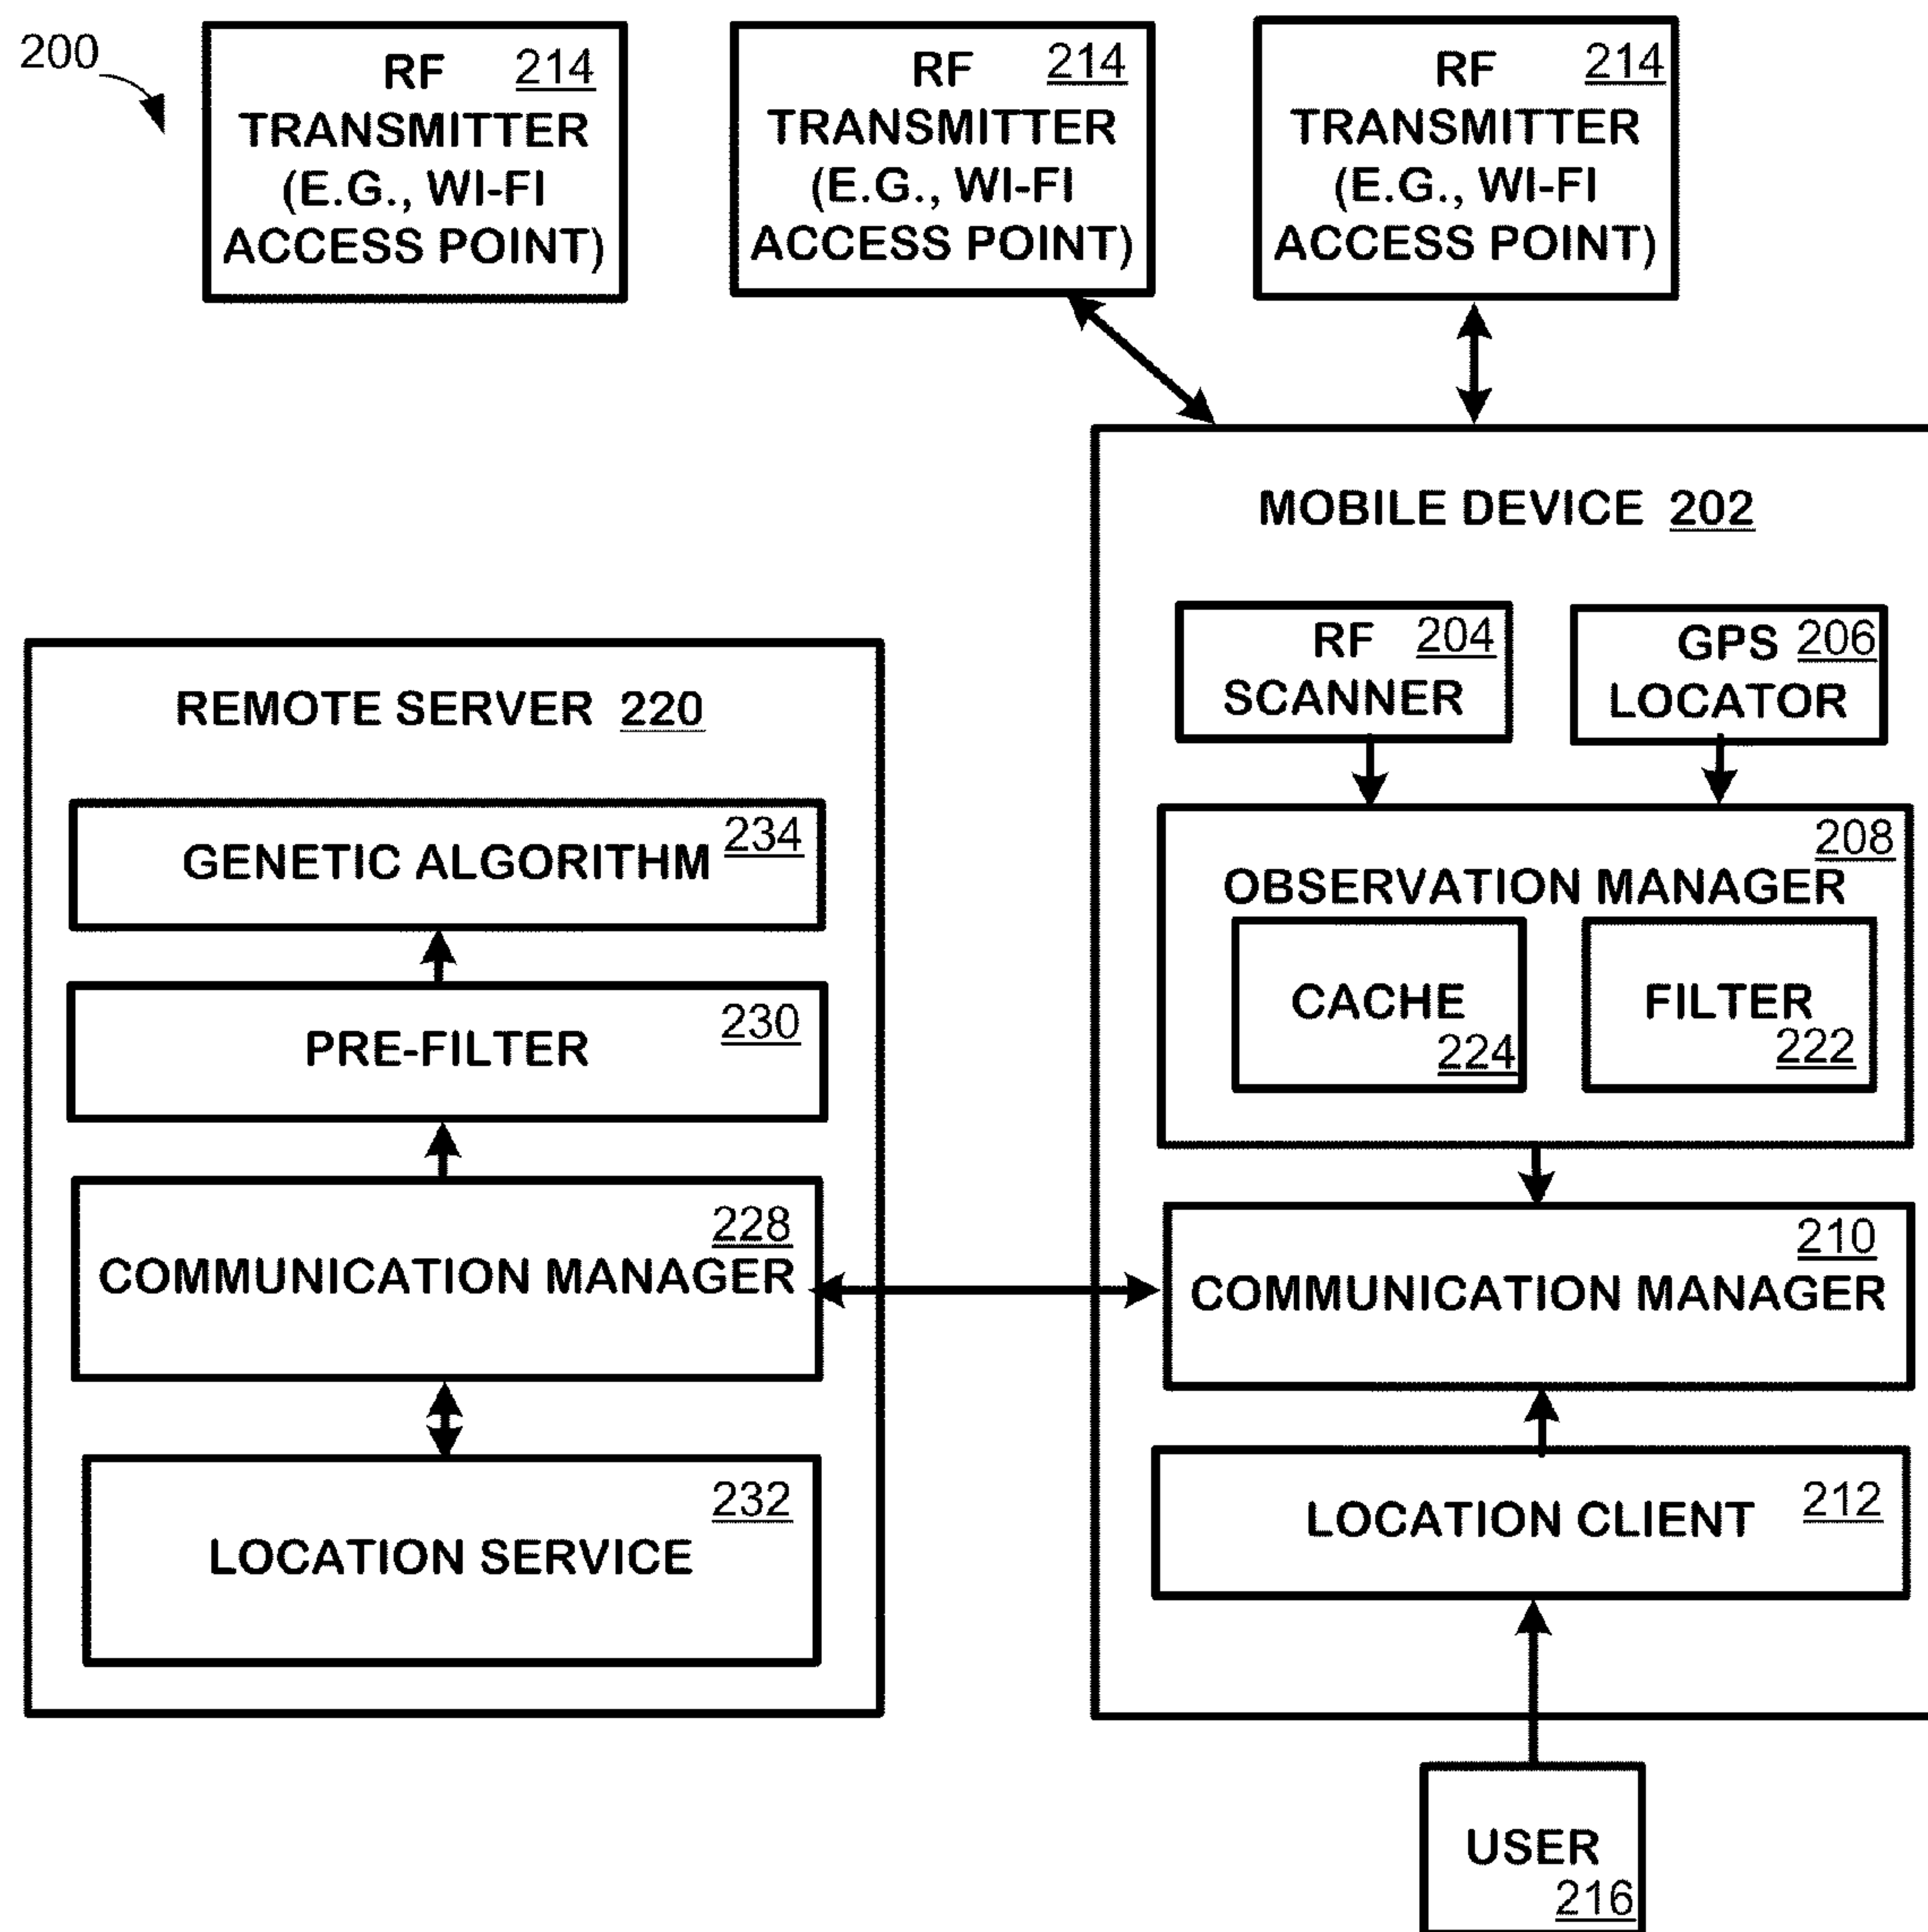 200
RF 214
TRANSMITTER
(E.G., WI-FI
ACCESS POINT)
RF 214
TRANSMITTER
(E.G., WI-FI
ACCESS POINT)
RF 214
TRANSMITTER
(E.G., WI-FI
ACCESS POINT)
MOBILE DEVICE 202
RF 204
SCANNER
GPS 206
LOCATOR
208
OBSERVATION MANAGER
CACHE
224
FILTER
222
210
COMMUNICATION MANAGER
LOCATION CLIENT 212
USER
216
REMOTE SERVER 220
234
GENETIC ALGORITHM
230
PRE-FILTER
228
COMMUNICATION MANAGER
232
LOCATION SERVICE